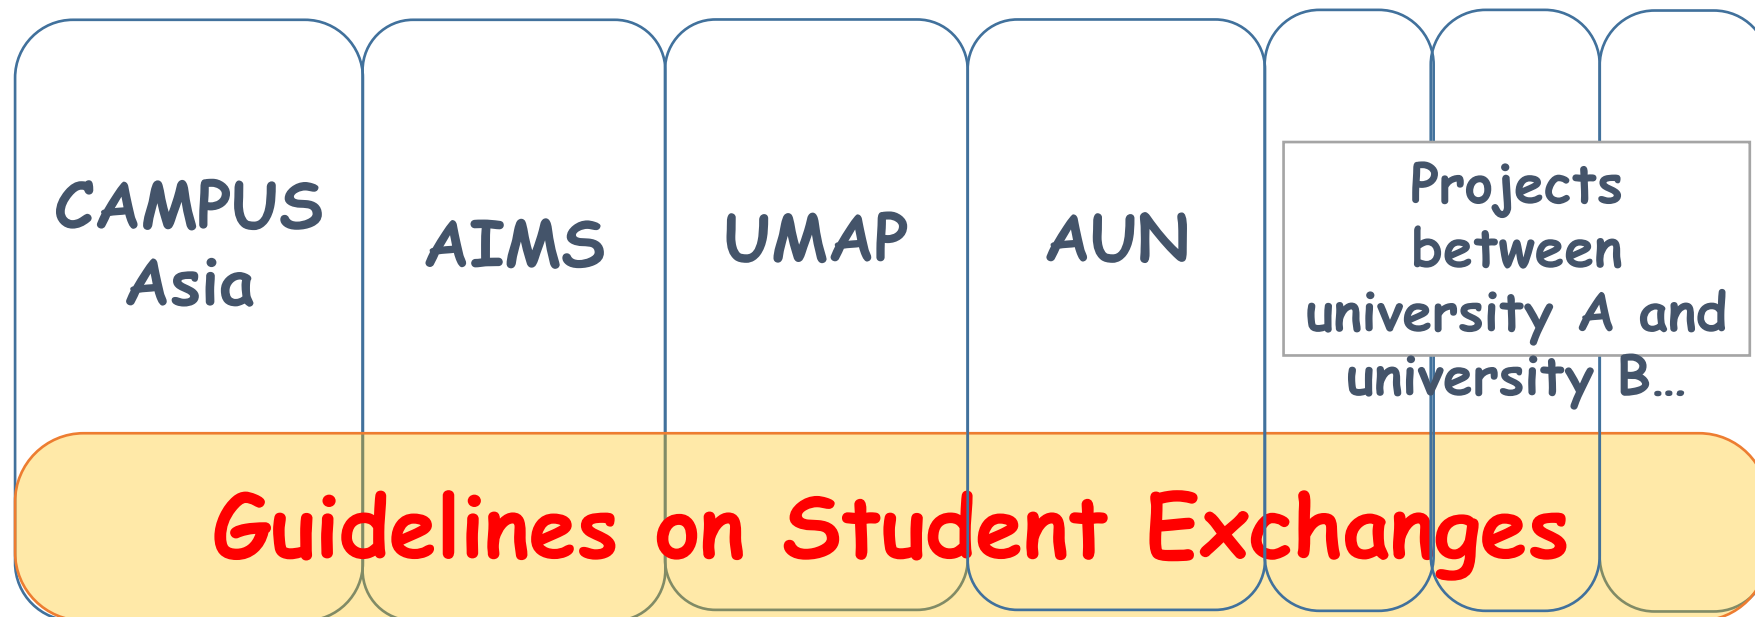 CAMPUS
Asia
AIMS
UMAP
AUN
Projects
between
university A and
university B...
Guidelines on Student Exchanges